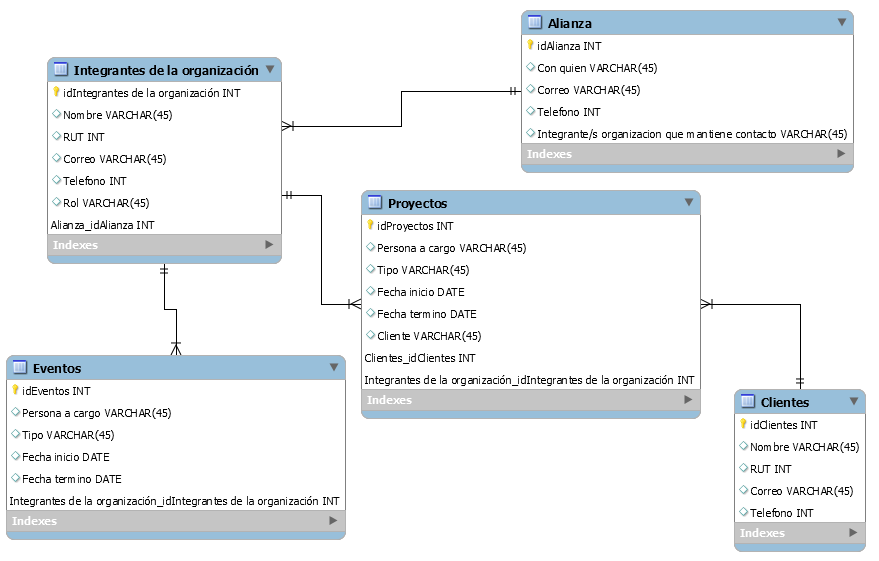 Alianza
idAlianza INT
Con quien VARCHAR(45)
Correo VARCHAR(45)
Telefono INT
Integrante/s organizacion que mantiene contacto VARCHAR(45)
Indexes
Integrantes de la organización
idIntegrantes de la organización INT
Nombre VARCHAR(45)
RUT INT
Correo VARCHAR(45)
Telefono INT
Rol VARCHAR(45)
Alianza_idAlianza INT
Indexes
Proyectos
idProyectos INT
Persona a cargo VARCHAR(45)
Tipo VARCHAR(45)
Fecha inicio DATE
Fecha termino DATE
Cliente VARCHAR(45)
Clientes_idClientes INT
Integrantes de la organización_idIntegrantes de la organización INT
Indexes
Eventos
idEventos INT
Persona a cargo VARCHAR(45)
Tipo VARCHAR(45)
Fecha inicio DATE
Fecha termino DATE
Integrantes de la organización_idIntegrantes de la organización INT
Indexes
Clientes
idClientes INT
Nombre VARCHAR(45)
RUT INT
Correo VARCHAR(45)
Telefono INT
Indexes